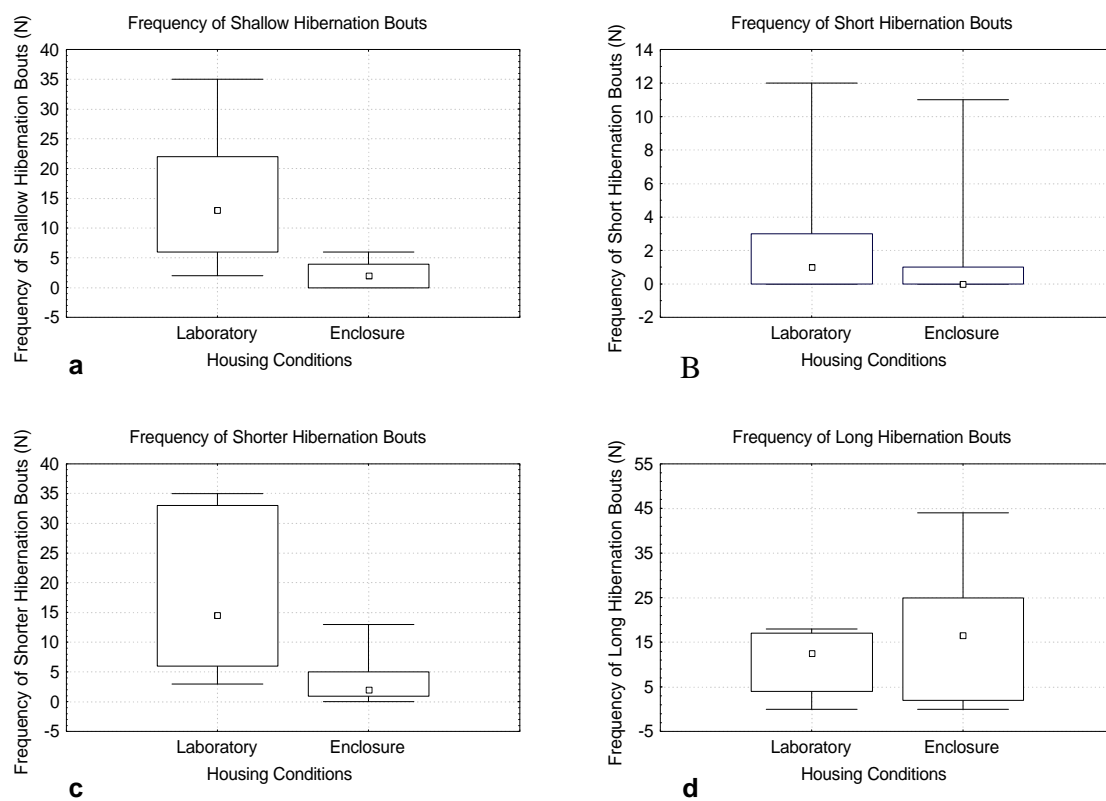 Frequency of Shallow Hibernation Bouts
Frequency of Shallow Hibernation Bouts (N)
40
35
30
25
20
15
10
5
0
-5
Laboratory
Enclosure
Housing Conditions
a
Frequency of Short Hibernation Bouts
Frequency of Short Hibernation Bouts (N)
14
12
10
8
6
4
2
0
-2
Laboratory
Enclosure
Housing Conditions
B
Frequency of Shorter Hibernation Bouts
Frequency of Shorter Hibernation Bouts (N)
40
35
30
25
20
15
10
5
0
-5
Laboratory
Enclosure
Housing Conditions
c
Frequency of Long Hibernation Bouts
Frequency of Long Hibernation Bouts (N)
55
45
35
25
15
5
-5
Laboratory
Enclosure
Housing Conditions
d